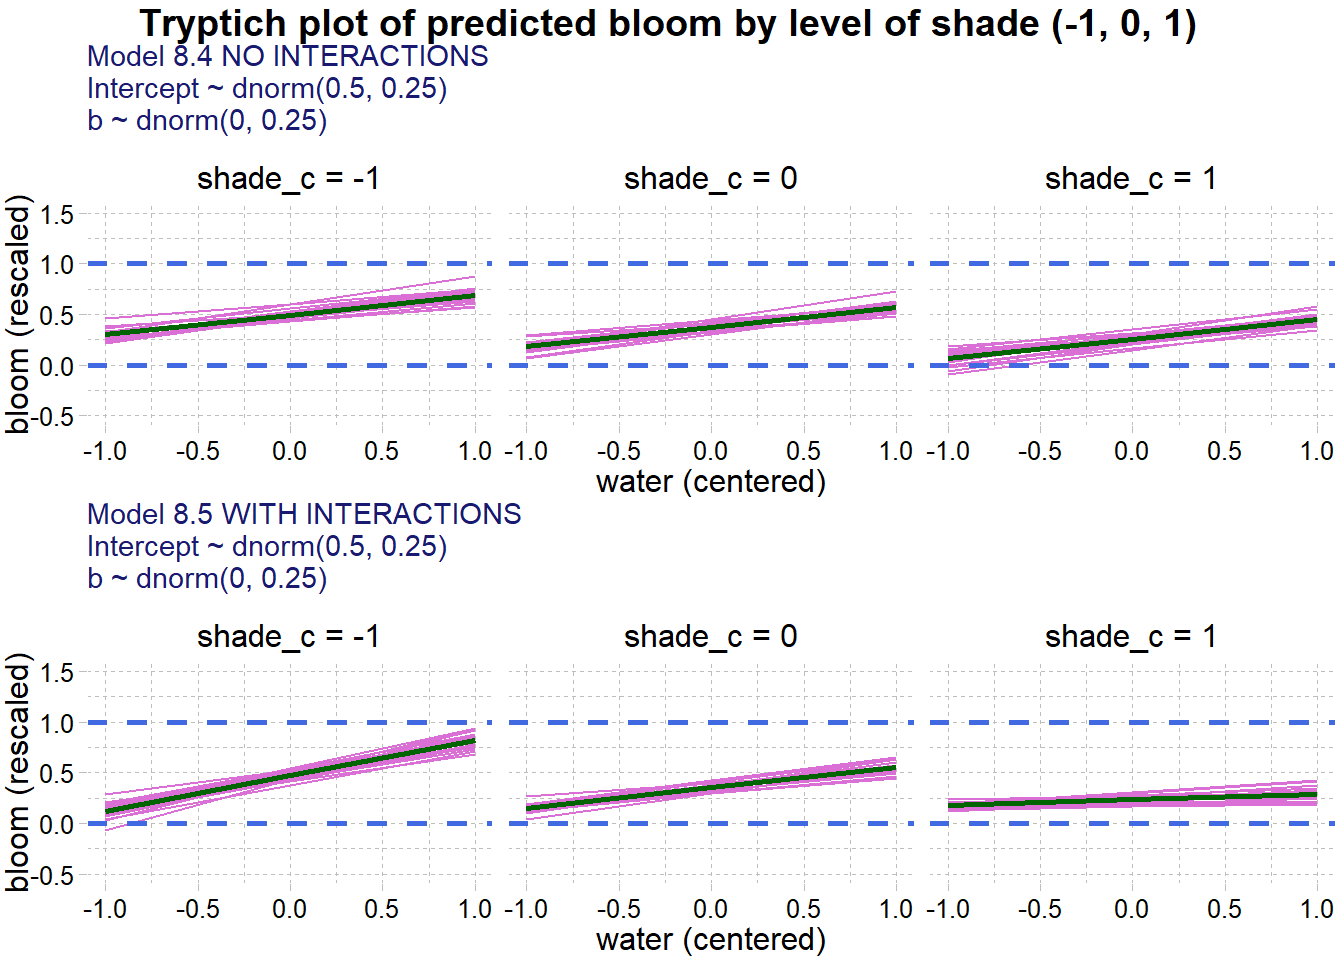 Tryptich plot of predicted bloom by level of shade (-1, 0, 1)
Model 8.4 NO INTERACTIONS
Intercept ~ dnorm(0.5, 0.25)
b ~ dnorm(0, 0.25)
shade_c = -1 shade_c = 0 shade_c = 1
bloom (rescaled)
1.5
1.0
0.5
0.0
-0.5
-1.0 -0.5 0.0 0.5 1.0 -1.0 -0.5 0.0 0.5 1.0 -1.0 -0.5 0.0 0.5 1.0
water (centered)
Model 8.5 WITH INTERACTIONS
Intercept ~ dnorm(0.5, 0.25)
b ~ dnorm(0, 0.25)
shade_c = -1 shade_c = 0 shade_c = 1
bloom (rescaled)
1.5
1.0
0.5
0.0
-0.5
-1.0 -0.5 0.0 0.5 1.0 -1.0 -0.5 0.0 0.5 1.0 -1.0 -0.5 0.0 0.5 1.0
water (centered)